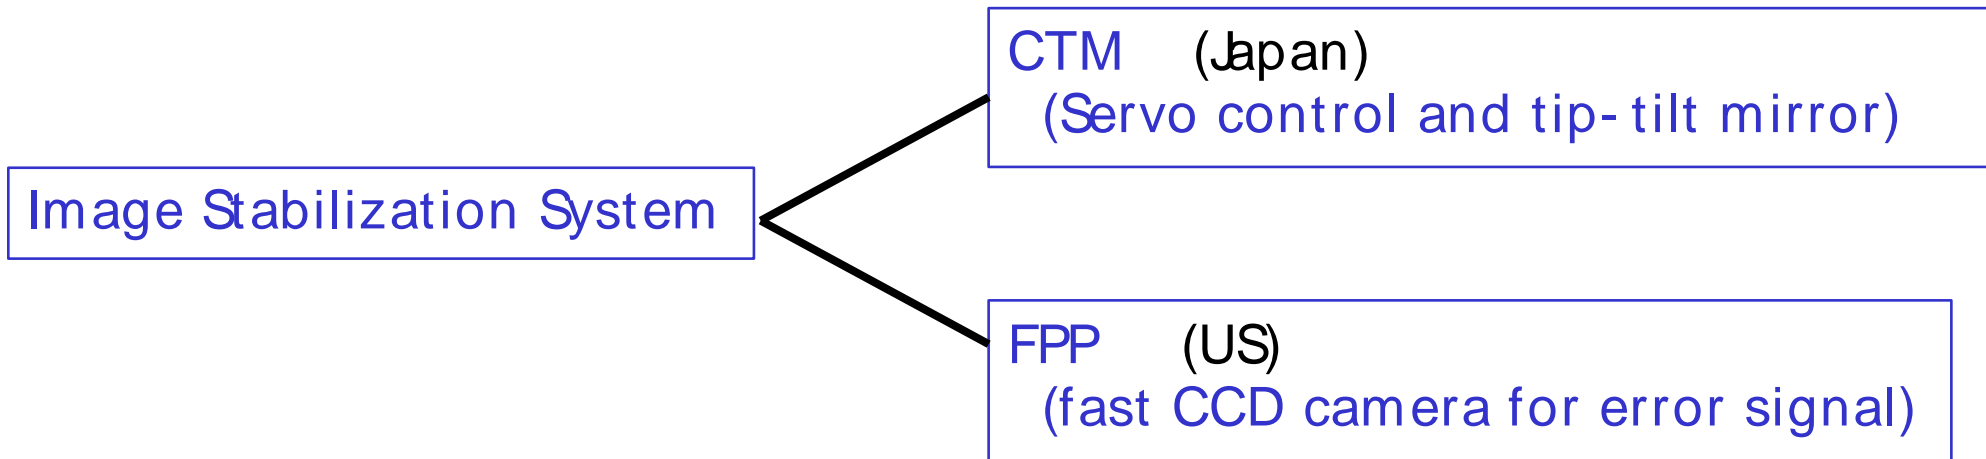 CTM (Japan)
(Servo control and tip-tilt mirror)
Image Stabilization System
FPP (US)
(fast CCD camera for error signal)